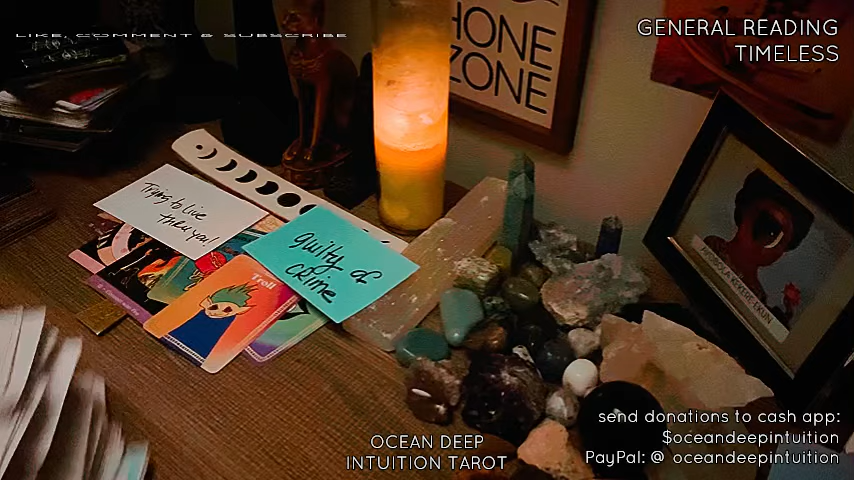 LIKE, COMMENT & SUBSCRIBE
GENERAL READING
TIMELESS
HONE
ZONE
Trying to live
thru you!
guilty of
crime
Troll
OCEAN DEEP
INTUITION TAROT
send donations to cash app:
$oceandeepintuition
PayPal: @ oceandeepintuition